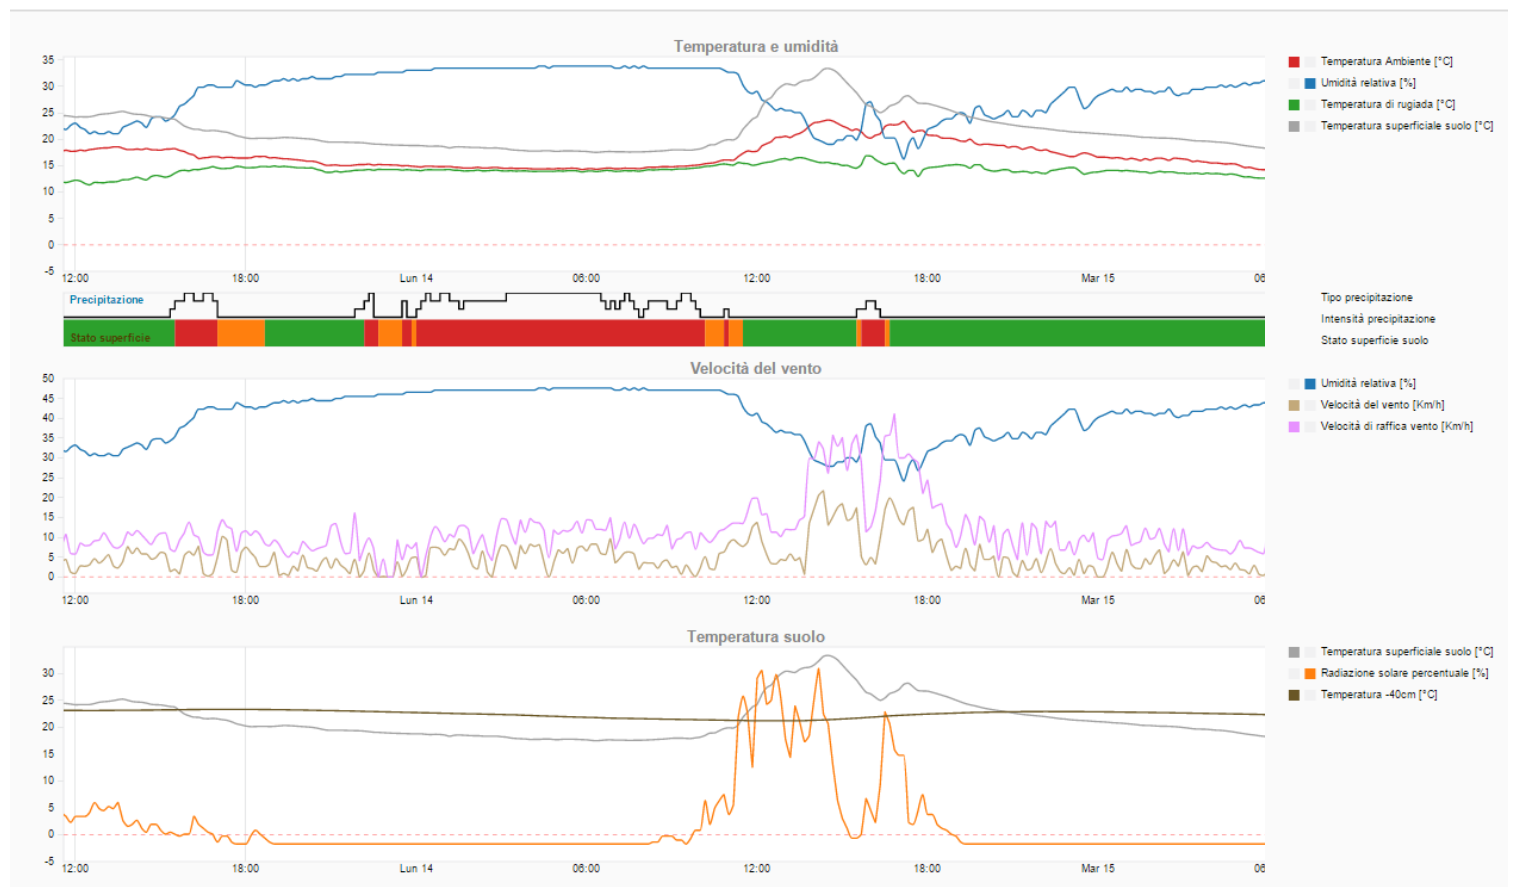 Temperatura e umidità
35
30
25
20
15
10
5
0
-5
12:00 18:00 Lun 14 06:00 12:00 18:00 Mar 15 06
Temperatura Ambiente [°C]
Umidità relativa [%]
Temperatura di rugiada [°C]
Temperatura superficiale suolo [°C]
Precipitazione
Stato superficie
Tipo precipitazione
Intensità precipitazione
Stato superficie suolo
Velocità del vento
50
45
40
35
30
25
20
15
10
5
0
12:00 18:00 Lun 14 06:00 12:00 18:00 Mar 15 06
Umidità relativa [%]
Velocità del vento [Km/h]
Velocità di raffica vento [Km/h]
Temperatura suolo
30
25
20
15
10
5
0
-5
12:00 18:00 Lun 14 06:00 12:00 18:00 Mar 15 06
Temperatura superficiale suolo [°C]
Radiazione solare percentuale [%]
Temperatura -40cm [°C]